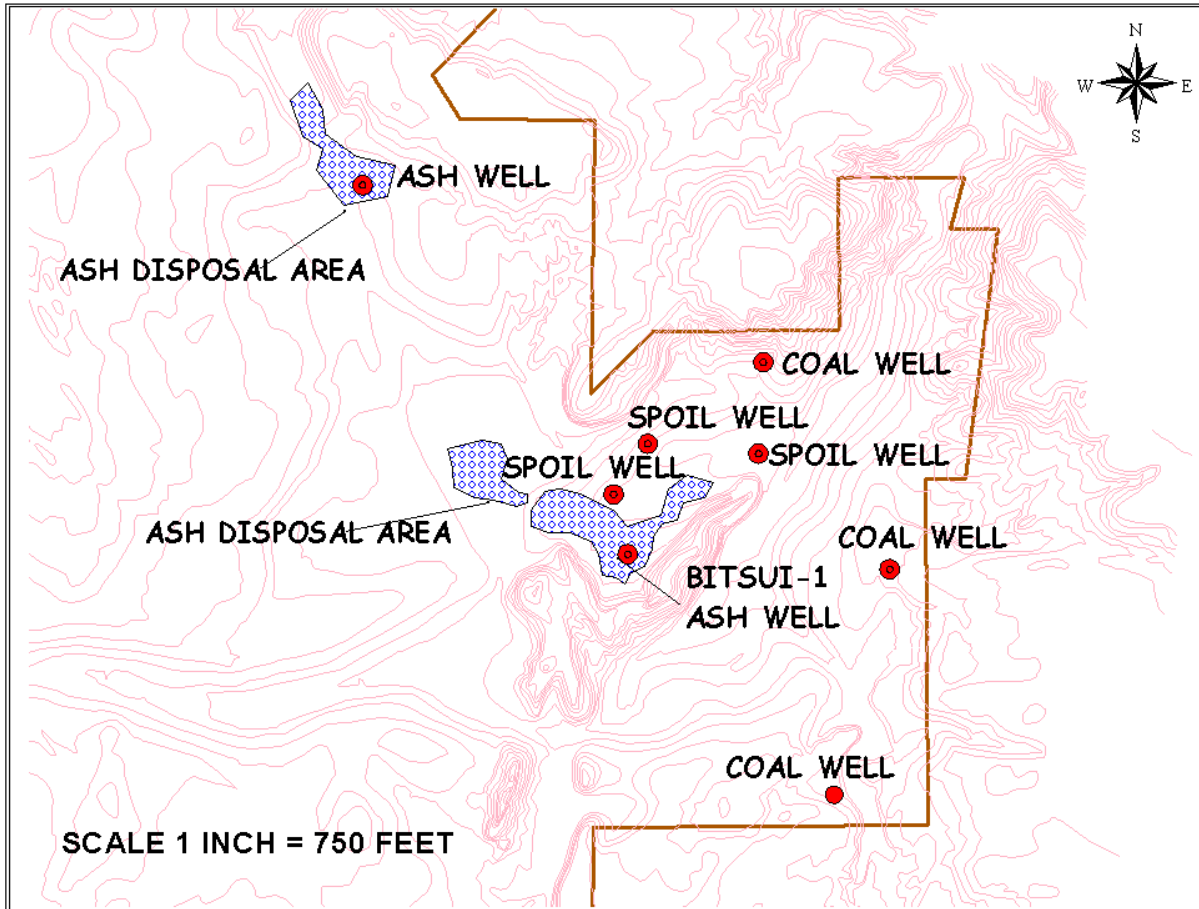 N
W E
S
ASH WELL
ASH DISPOSAL AREA
COAL WELL
SPOIL WELL
SPOIL WELL
SPOIL WELL
ASH DISPOSAL AREA
COAL WELL
BITSUI-1
ASH WELL
COAL WELL
SCALE 1 INCH = 750 FEET